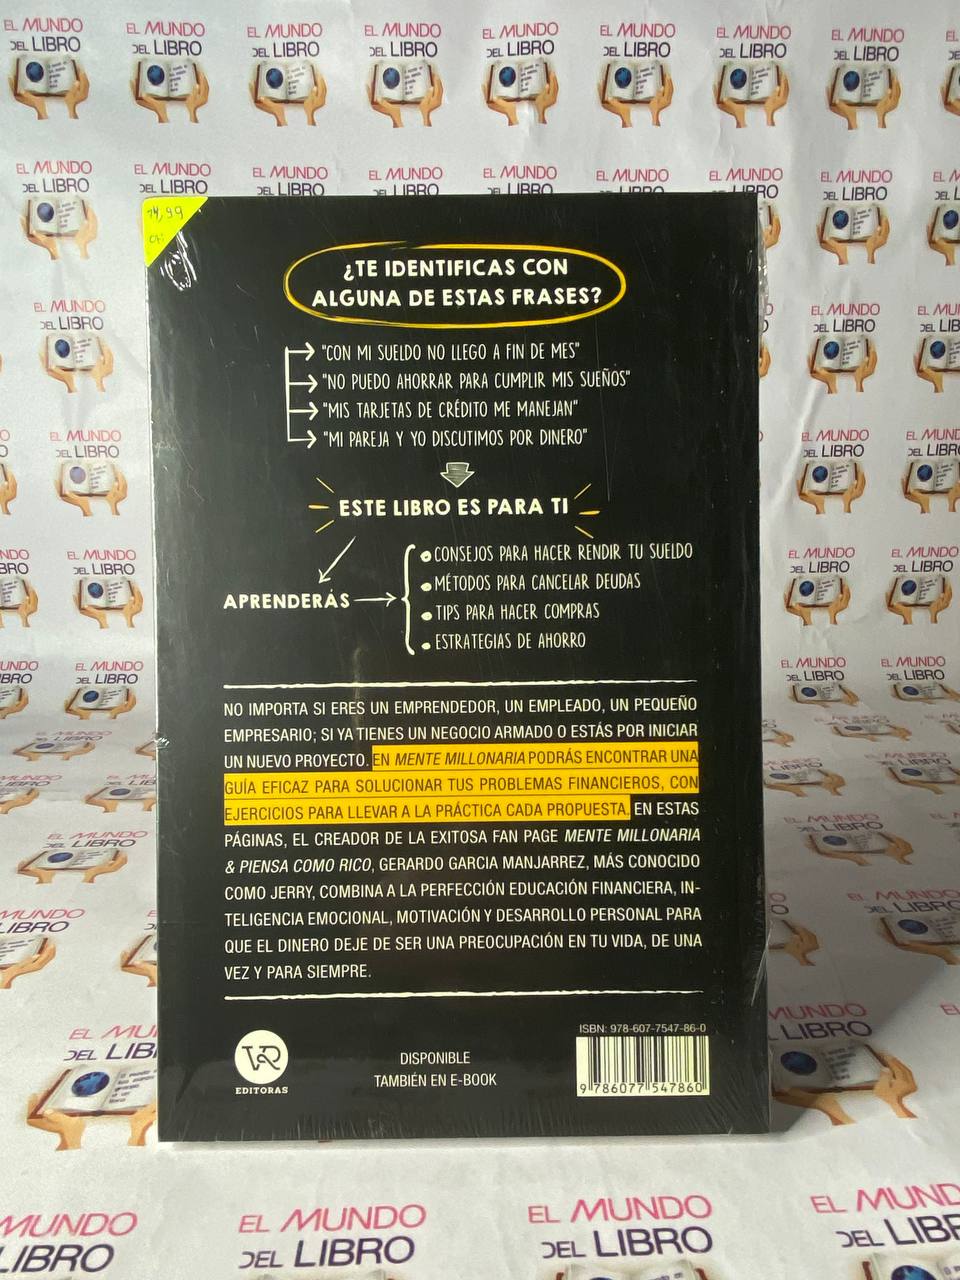 EL MUNDO
DEL LIBRO
14,99
¿TE IDENTIFICAS CON
ALGUNA DE ESTAS FRASES?
"CON MI SUELDO NO LLEGO A FIN DE MES"
"NO PUEDO AHORRAR PARA CUMPLIR MIS SUEÑOS"
"MIS TARJETAS DE CRÉDITO ME MANEJAN"
"MI PAREJA Y YO DISCUTIMOS POR DINERO"
ESTE LIBRO ES PARA TI
APRENDERÁS
CONSEJOS PARA HACER RENDIR TU SUELDO
MÉTODOS PARA CANCELAR DEUDAS
TIPS PARA HACER COMPRAS
ESTRATEGIAS DE AHORRO
NO IMPORTA SI ERES UN EMPRENDEDOR, UN EMPLEADO, UN PEQUEÑO
EMPRESARIO; SI YA TIENES UN NEGOCIO ARMADO O ESTÁS POR INICIAR
UN NUEVO PROYECTO. EN MENTE MILLONARIA PODRÁS ENCONTRAR UNA
GUÍA EFICAZ PARA SOLUCIONAR TUS PROBLEMAS FINANCIEROS, CON
EJERCICIOS PARA LLEVAR A LA PRÁCTICA CADA PROPUESTA. EN ESTAS
PÁGINAS, EL CREADOR DE LA EXITOSA FAN PAGE MENTE MILLONARIA
& PIENSA COMO RICO, GERARDO GARCIA MANJARREZ, MÁS CONOCIDO
COMO JERRY, COMBINA A LA PERFECCIÓN EDUCACIÓN FINANCIERA, IN-
TELIGENCIA EMOCIONAL, MOTIVACIÓN Y DESARROLLO PERSONAL PARA
QUE EL DINERO DEJE DE SER UNA PREOCUPACIÓN EN TU VIDA, DE UNA
VEZ Y PARA SIEMPRE.
V&R
EDITORAS
DISPONIBLE
TAMBIÉN EN E-BOOK
ISBN: 978-607-7547-86-0
9 786077 547860